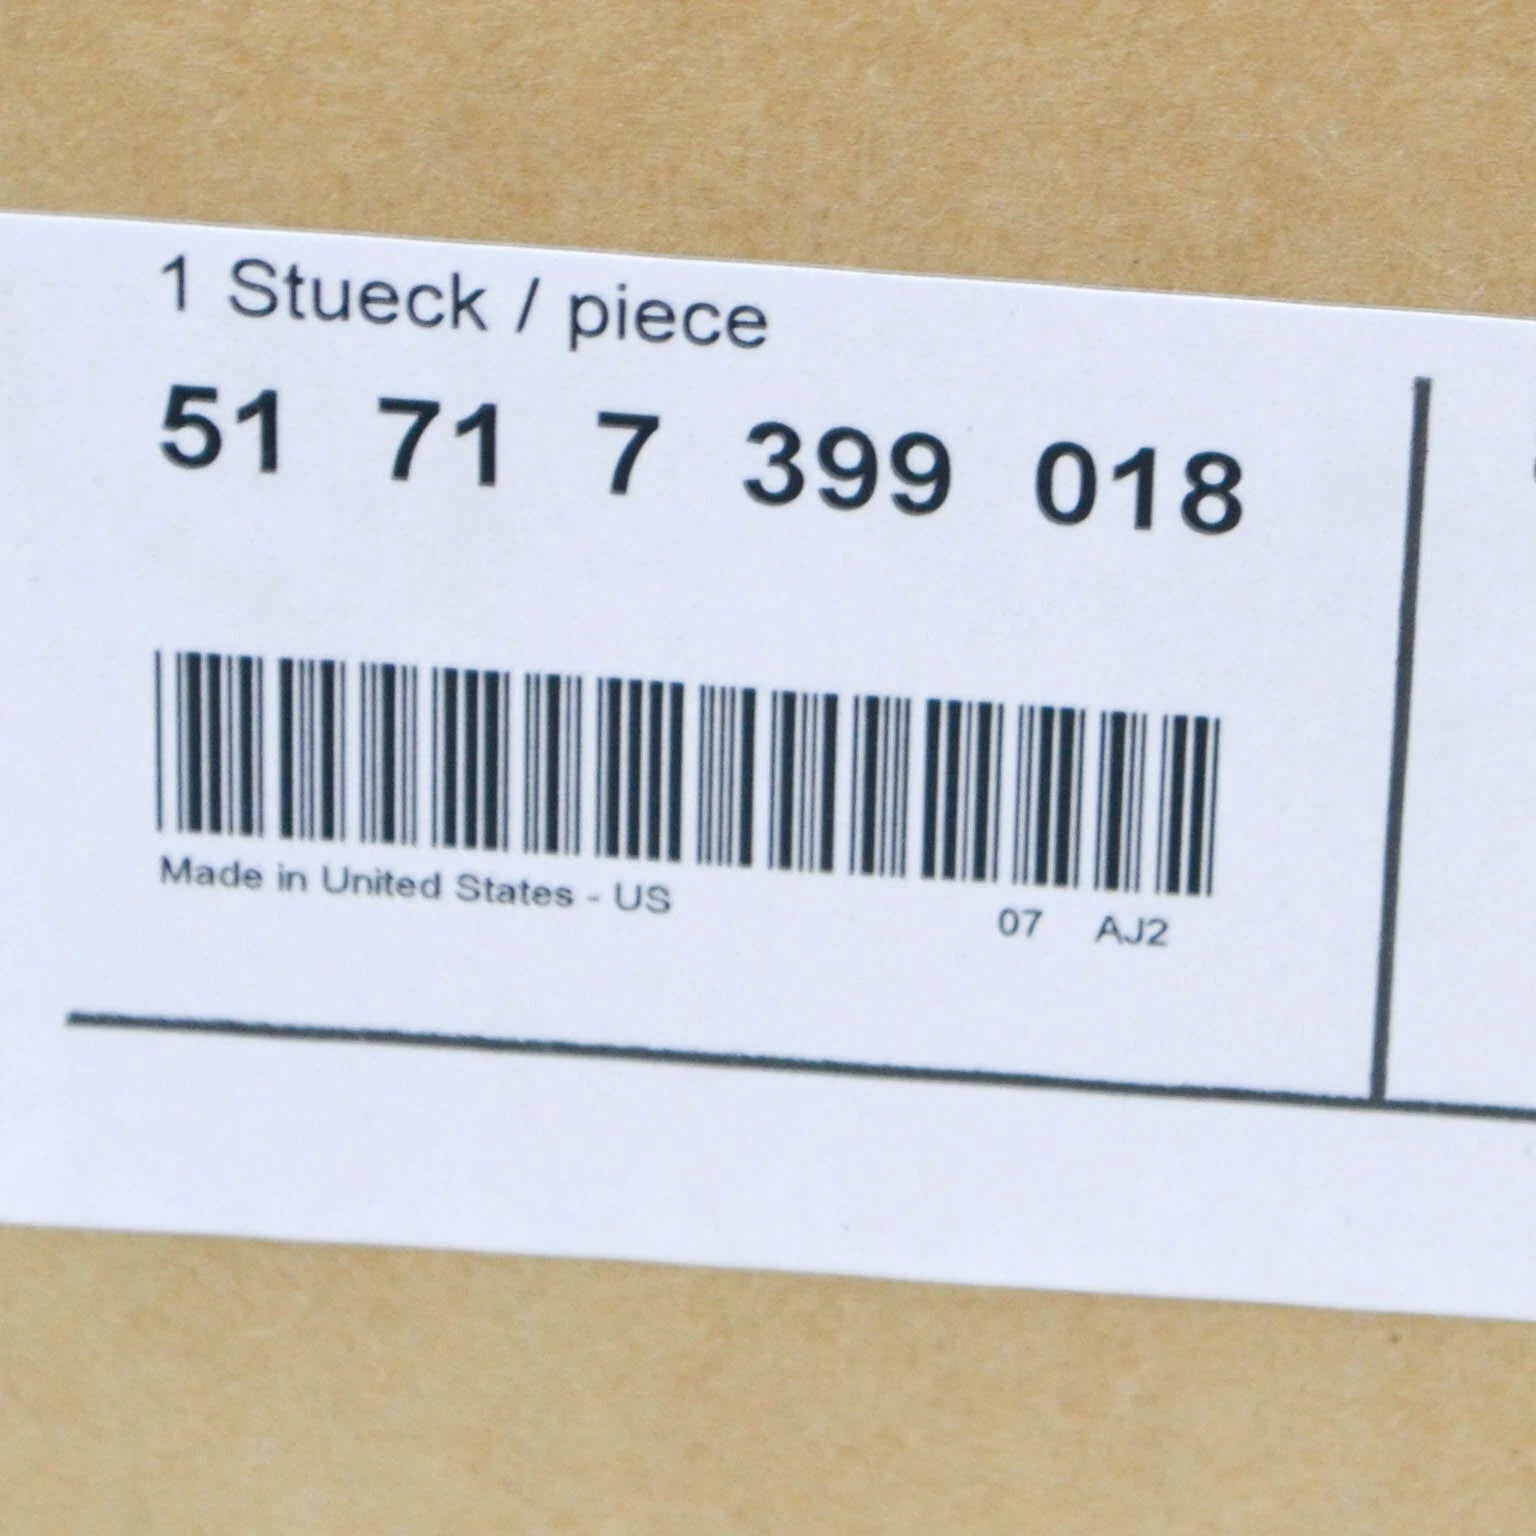 1 Stueck / piece
51 71 7 399 018
Made in United States - US
07 AJ2